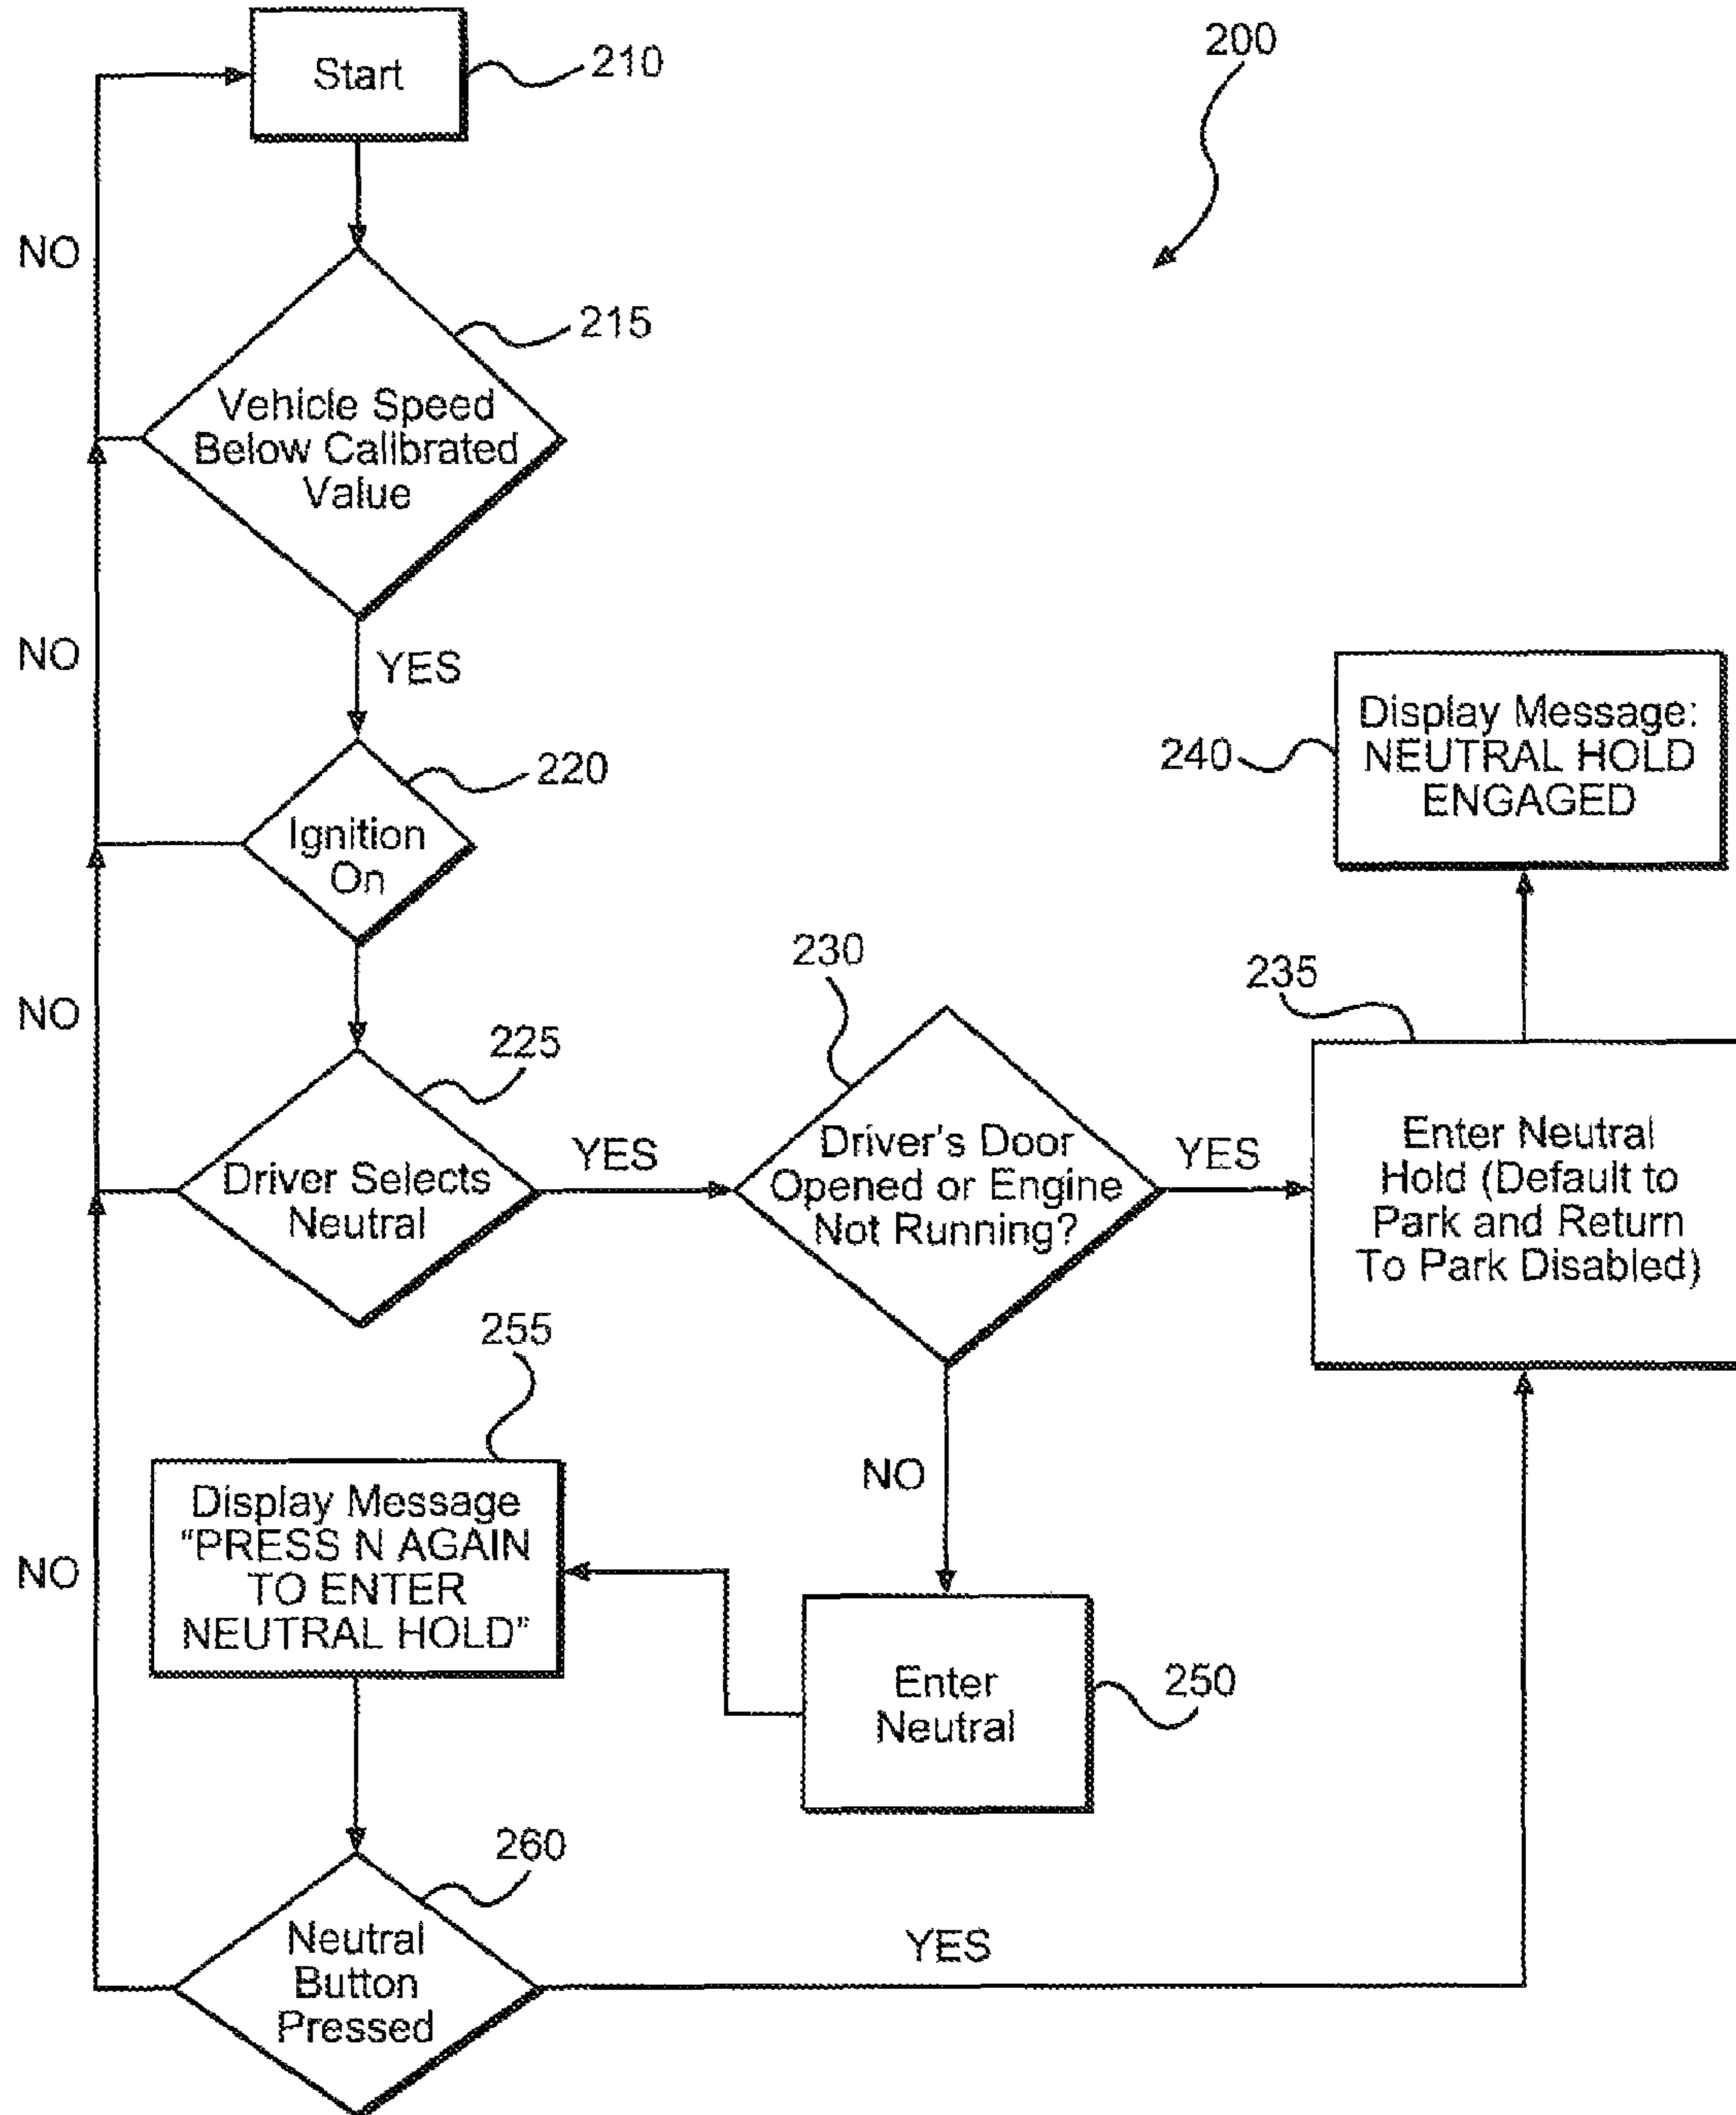 200
Start
210
NO
215
Vehicle Speed
Below Calibrated
Value
NO
YES
220
Ignition
On
Display Message:
NEUTRAL HOLD
ENGAGED
240
NO
225
Driver Selects
Neutral
YES
230
Driver's Door
Opened or Engine
Not Running?
YES
235
Enter Neutral
Hold (Default to
Park and Return
To Park Disabled)
NO
255
Display Message
“PRESS N AGAIN
TO ENTER
NEUTRAL HOLD”
NO
Enter
Neutral
250
260
Neutral
Button
Pressed
YES